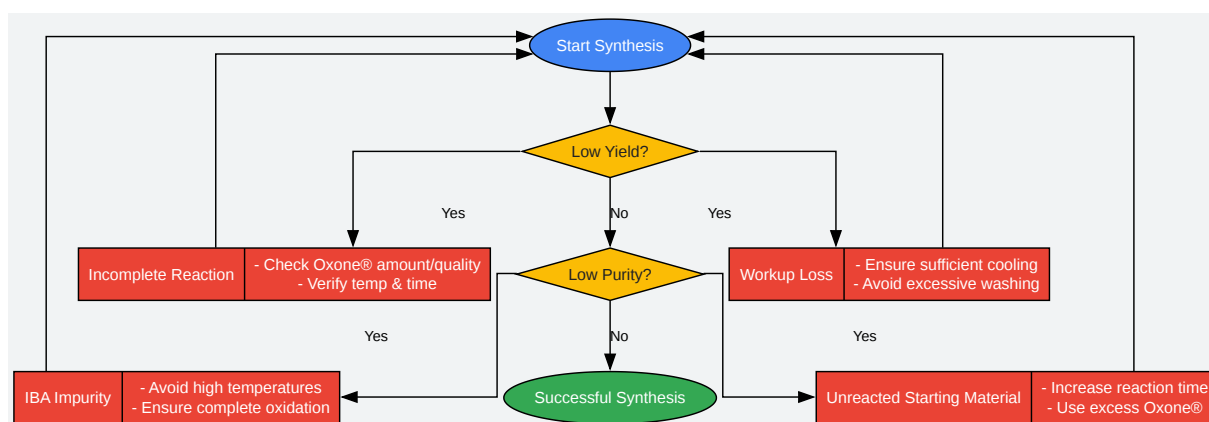 Start Synthesis
Low Yield?
Yes
No
Yes
Incomplete Reaction
- Check Oxone® amount/quality
- Verify temp & time
Low Purity?
Workup Loss
- Ensure sufficient cooling
- Avoid excessive washing
Yes
No
Yes
IBA Impurity
- Avoid high temperatures
- Ensure complete oxidation
Successful Synthesis
Unreacted Starting Material
- Increase reaction time
- Use excess Oxone®